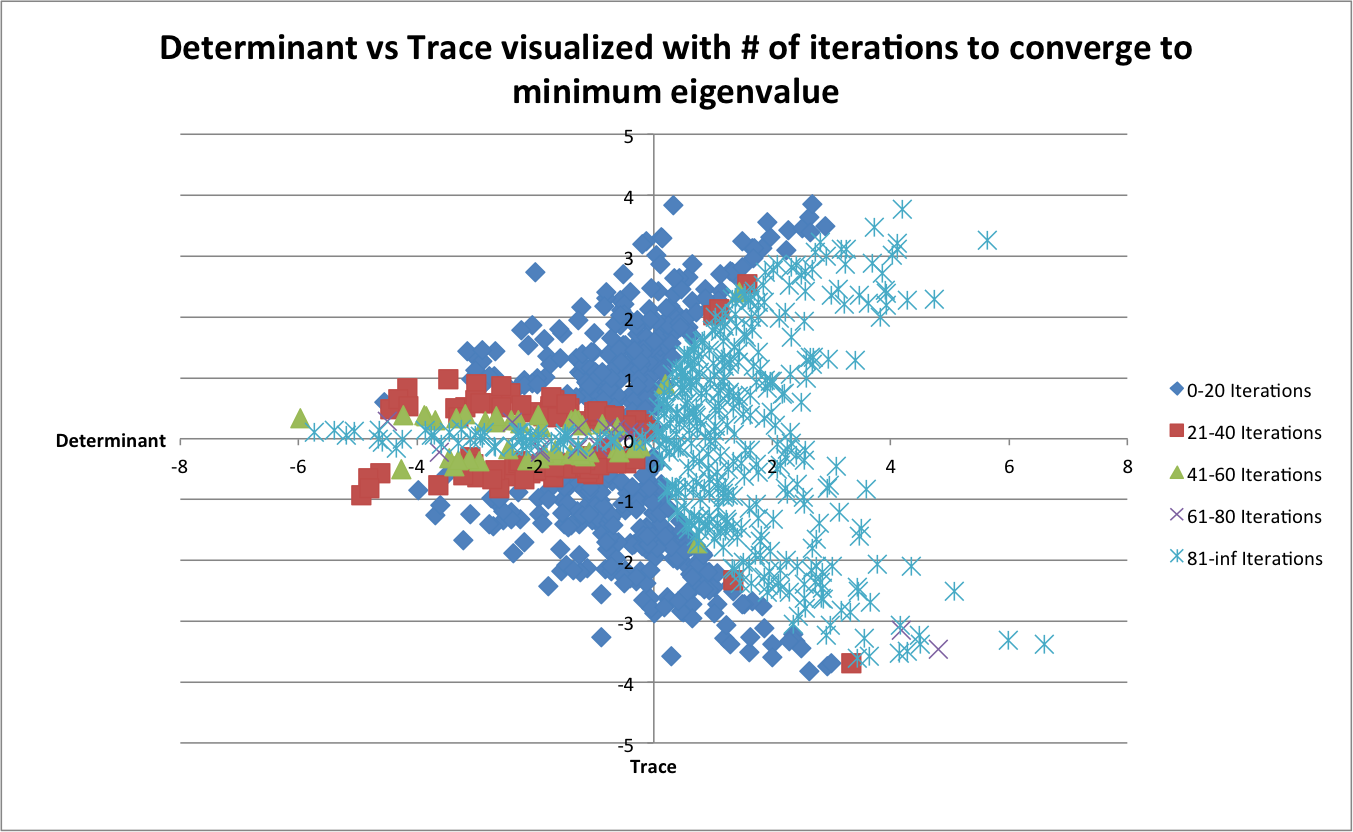 Determinant vs Trace visualized with # of iterations to converge to
minimum eigenvalue
5
4
3
2
1
0
-1
-2
-3
-4
-5
Determinant
-8 -6 -4 -2 0 2 4 6 8
Trace
0-20 Iterations
21-40 Iterations
41-60 Iterations
61-80 Iterations
81-inf Iterations